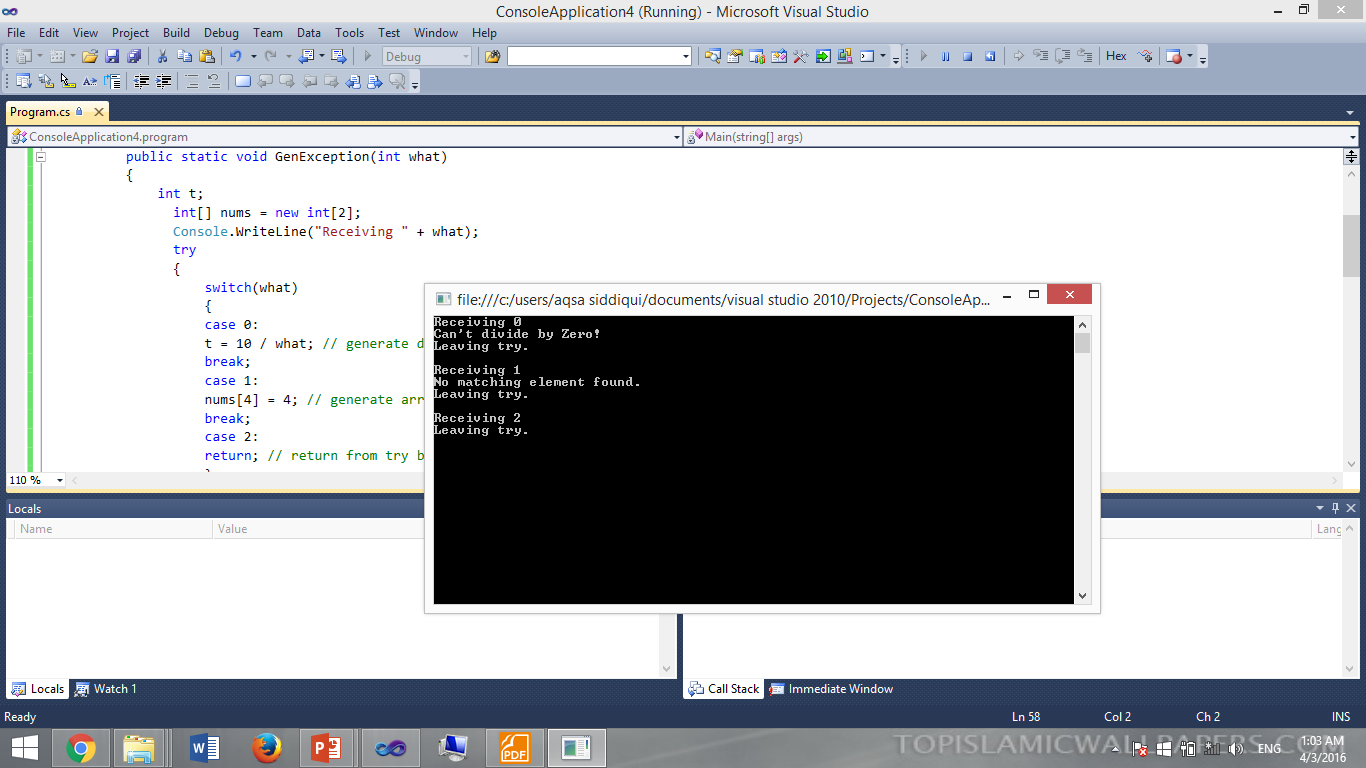 ConsoleApplication4 (Running) - Microsoft Visual Studio
File Edit View Project Build Debug Team Data Tools Test Window Help
Debug
Hex
Program.cs
ConsoleApplication4.program
Main(string[] args)
public static void GenException(int what)
{
int t;
int[] nums = new int[2];
Console.WriteLine("Receiving " + what);
try
{
switch(what)
{
case 0:
t = 10 / what; // generate d
break;
case 1:
nums[4] = 4; // generate arr
break;
case 2:
return; // return from try b
110 %
file:///c:/users/aqsa siddiqui/documents/visual studio 2010/Projects/ConsoleAp...
Receiving 0
Can't divide by Zero!
Leaving try.
Receiving 1
No matching element found.
Leaving try.
Receiving 2
Leaving try.
Locals
Name Value
Lang
Locals Watch 1
Call Stack Immediate Window
Ready Ln 58 Col 2 Ch 2 INS
PDF
TOPISLAMICWALLPAPERS.COM
ENG
1:03 AM
4/3/2016